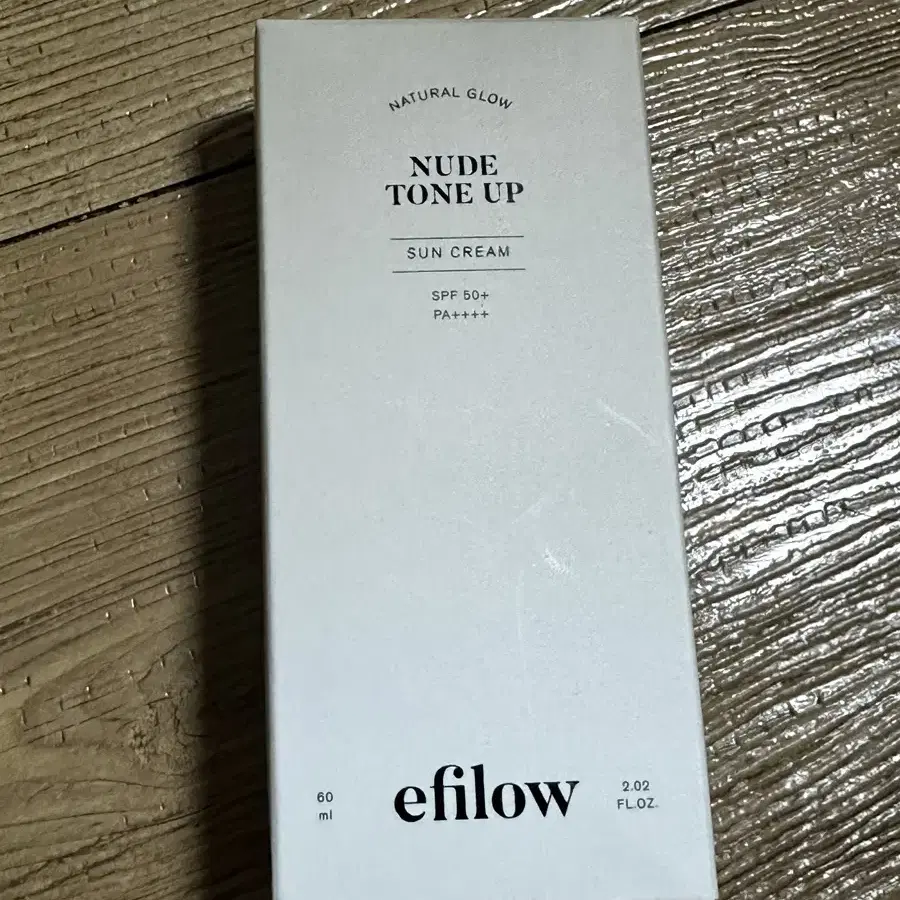 NATURAL GLOW
NUDE
TONE UP
SUN CREAM
SPF 50+
PA++++
60
ml
efilow
2.02
FL.OZ.